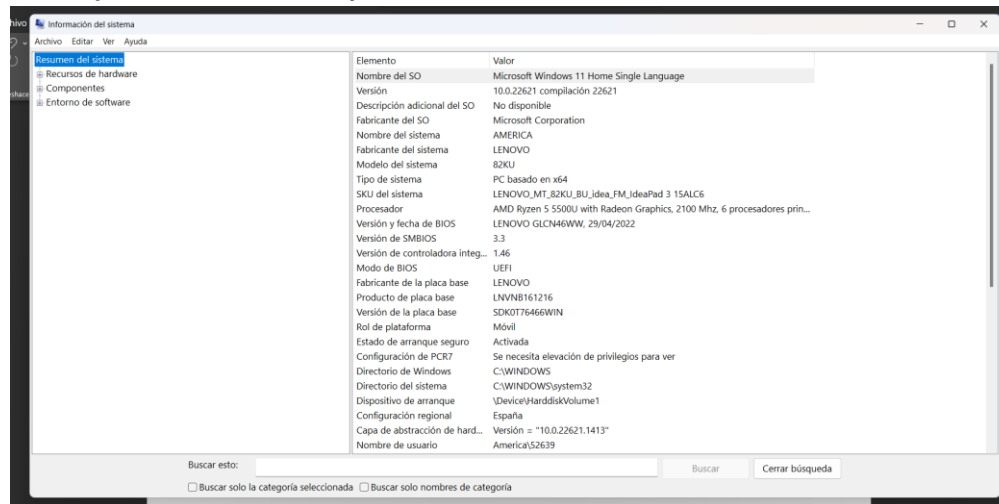 hivo
Información del sistema
Archivo Editar Ver Ayuda
Resumen del sistema
Recursos de hardware
Componentes
Entorno de software
Elemento Valor
Nombre del SO Microsoft Windows 11 Home Single Language
Versión 10.0.22621 compilación 22621
Descripción adicional del SO No disponible
Fabricante del SO Microsoft Corporation
Nombre del sistema AMERICA
Fabricante del sistema LENOVO
Modelo del sistema 82KU
Tipo de sistema PC basado en x64
SKU del sistema LENOVO_MT_82KU_BU_idea_FM_IdeaPad 3 15ALC6
Procesador AMD Ryzen 5 5500U with Radeon Graphics, 2100 Mhz, 6 procesadores prin...
Versión y fecha de BIOS LENOVO GLCN46WW, 29/04/2022
Versión de SMBIOS 3.3
Versión de controladora integ... 1.46
Modo de BIOS UEFI
Fabricante de la placa base LENOVO
Producto de placa base LNVNB161216
Versión de la placa base SDK0T76466WIN
Rol de plataforma Móvil
Estado de arranque seguro Activada
Configuración de PCR7 Se necesita elevación de privilegios para ver
Directorio de Windows C:\WINDOWS
Directorio del sistema C:\WINDOWS\system32
Dispositivo de arranque \Device\HarddiskVolume1
Configuración regional España
Capa de abstracción de hard... Versión = "10.0.22621.1413"
Nombre de usuario America\52639
Buscar esto: Buscar Cerrar búsqueda
Buscar solo la categoría seleccionada Buscar solo nombres de categoría